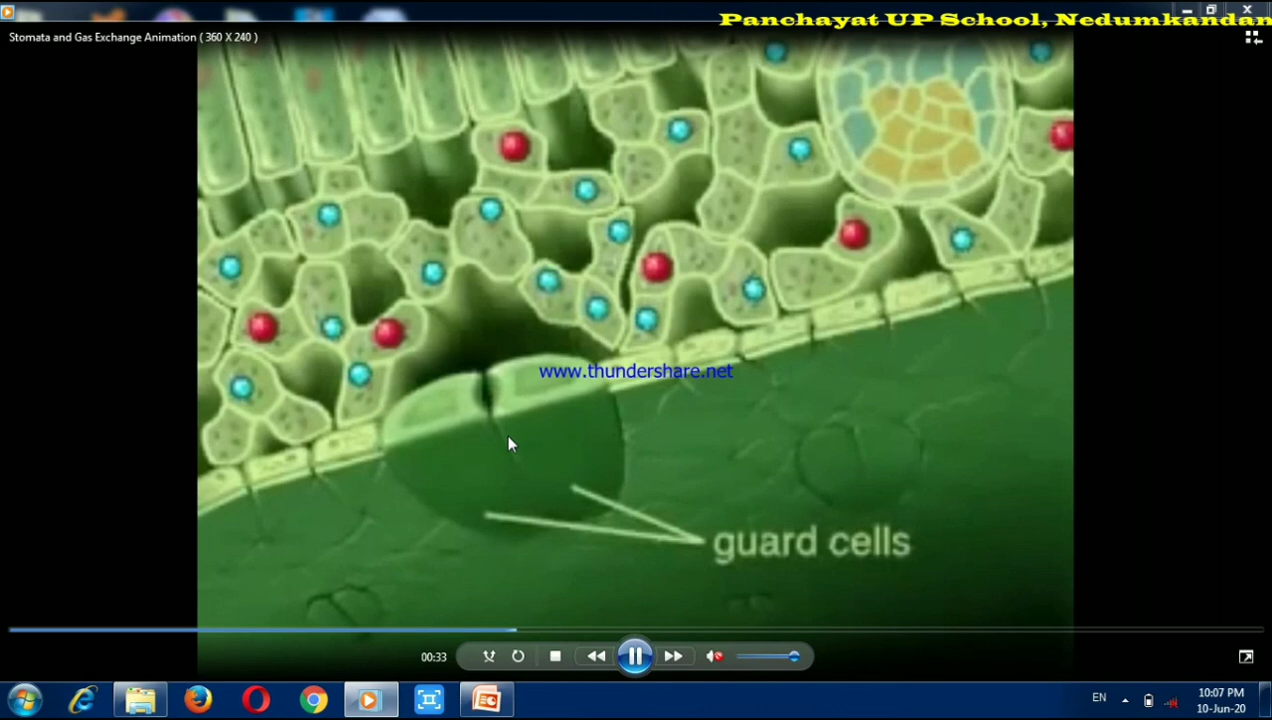 Panchayat UP School, Nedumkandam
Stomata and Gas Exchange Animation ( 360 X 240 )
www.thundershare.net
guard cells
00:33
EN
10:07 PM
10-Jun-20